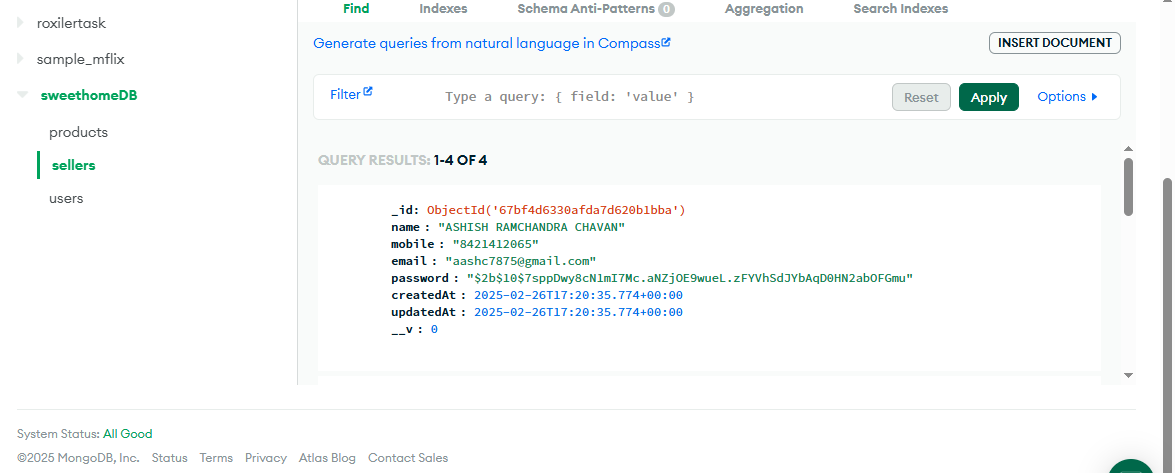 roxilertask
sample_mflix
sweethomeDB
products
sellers
users
Find Indexes Schema Anti-Patterns 0 Aggregation Search Indexes
Generate queries from natural language in Compass
INSERT DOCUMENT
Filter Type a query: { field: 'value' } Reset Apply Options
QUERY RESULTS: 1-4 OF 4
_id: ObjectId('67bf4d6330afda7d620b1bba')
name : "ASHISH RAMCHANDRA CHAVAN"
mobile : "8421412065"
email : "aashc7875@gmail.com"
password : "$2b$10$7sppDwy8cN1mI7Mc.aNZjOE9wueL.zFYVhSdJYbAqD0HN2abOFGmu"
createdAt : 2025-02-26T17:20:35.774+00:00
updatedAt : 2025-02-26T17:20:35.774+00:00
__v : 0
System Status: All Good
©2025 MongoDB, Inc. Status Terms Privacy Atlas Blog Contact Sales